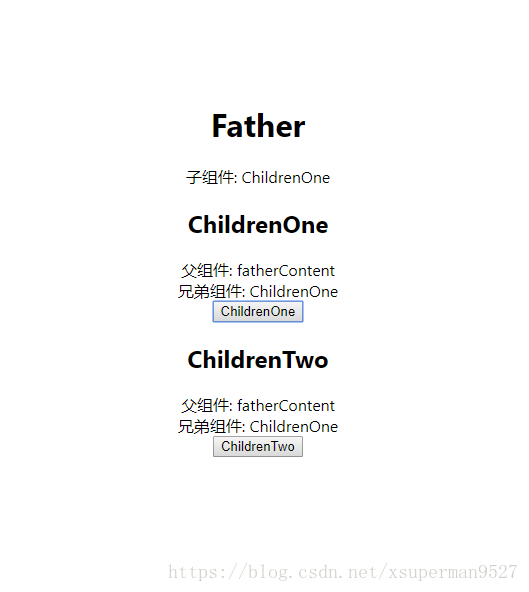 Father
子组件: ChildrenOne
ChildrenOne
父组件: fatherContent
兄弟组件: ChildrenOne
ChildrenOne
ChildrenTwo
父组件: fatherContent
兄弟组件: ChildrenOne
ChildrenTwo
https://blog.csdn.net/xsuperman9527